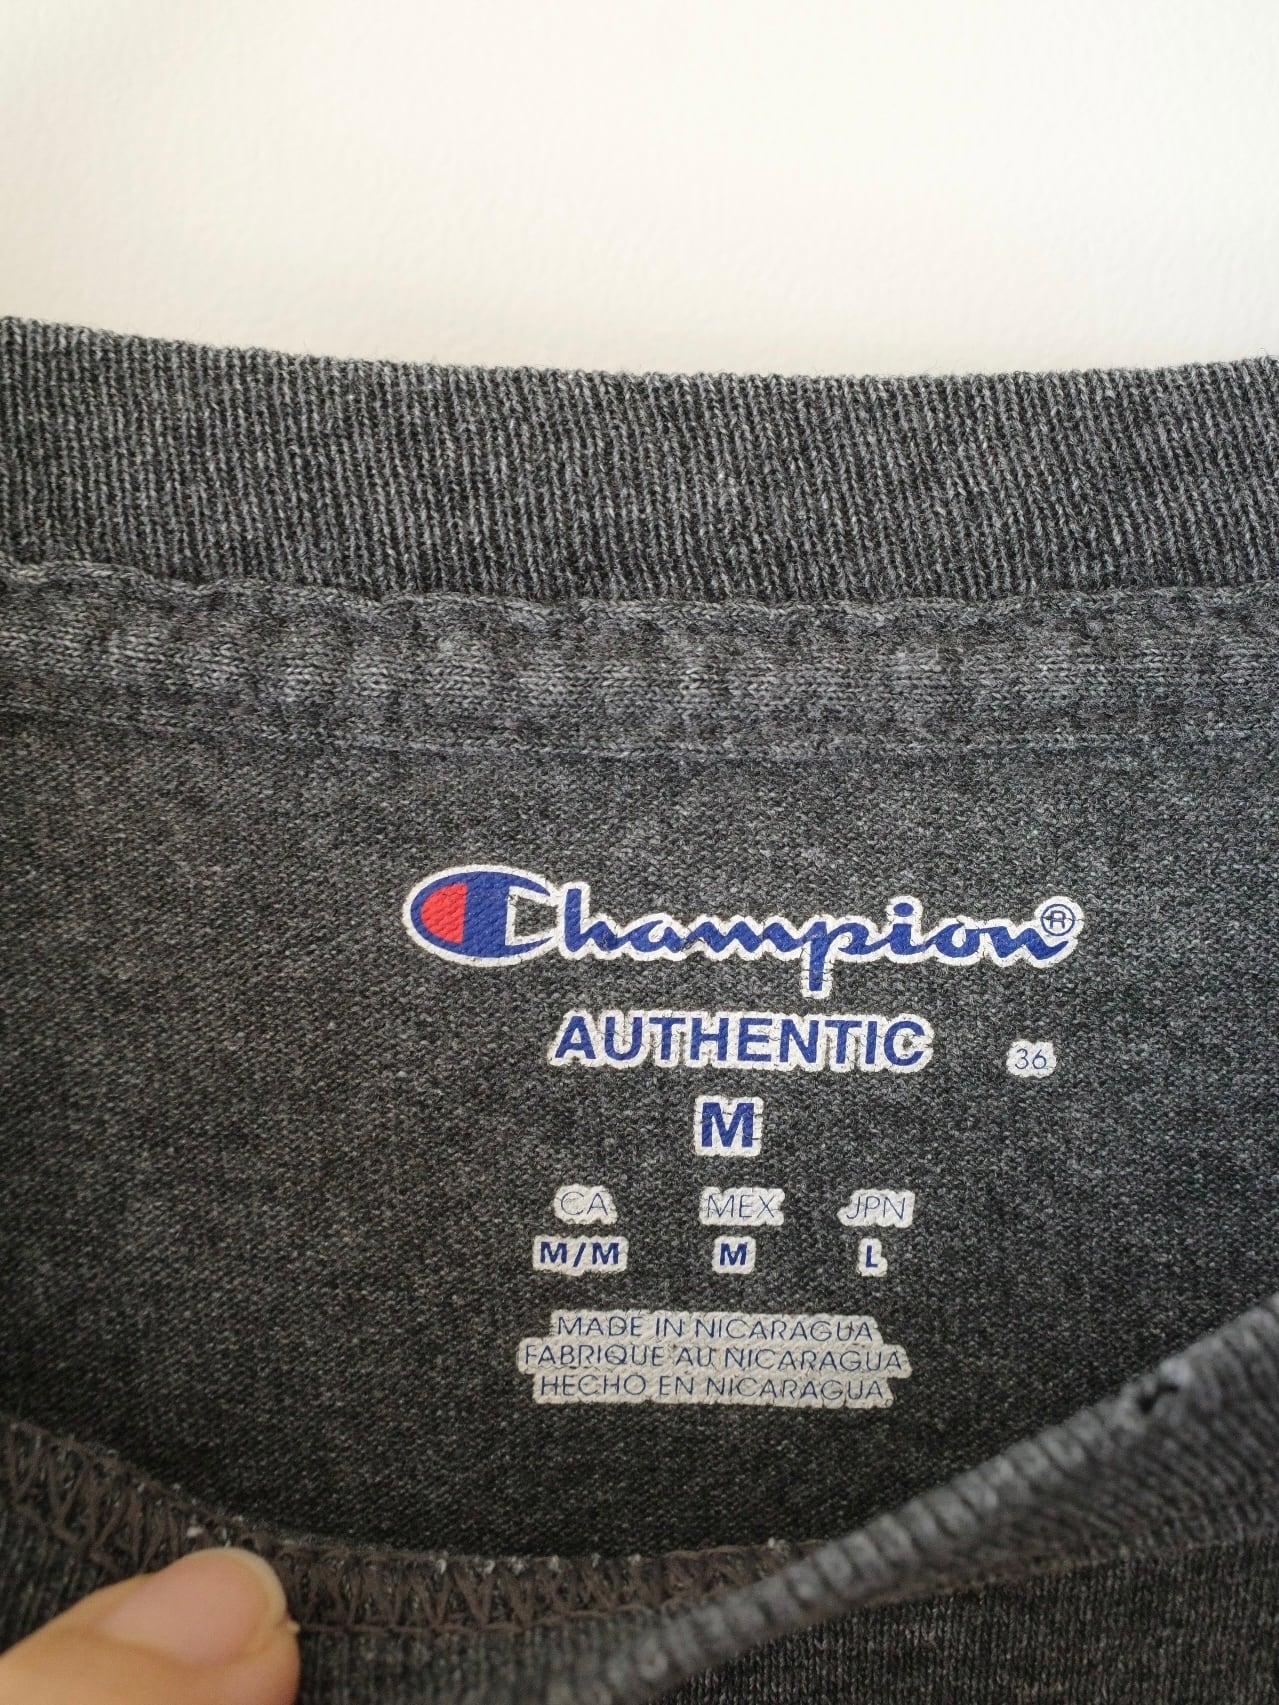 Champion®
AUTHENTIC 36
M
CA MEX JPN
M/M M L
MADE IN NICARAGUA
FABRIQUE AU NICARAGUA
HECHO EN NICARAGUA